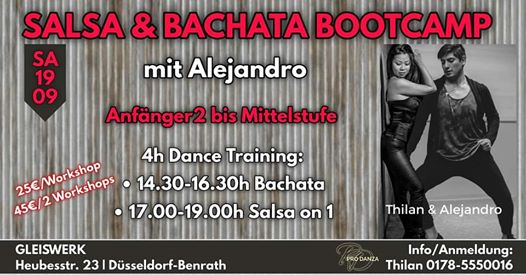 SALSA & BACHATA BOOTCAMP
SA
19
09
mit Alejandro
Anfänger2 bis Mittelstufe
4h Dance Training:
• 14.30-16.30h Bachata
• 17.00-19.00h Salsa on 1
25€/Workshop
45€/2 Workshops
Thilan & Alejandro
GLEISWERK
Heubesstr. 23 | Düsseldorf-Benrath
PRO DANZA
Info/Anmeldung:
Thilan 0178-5550016